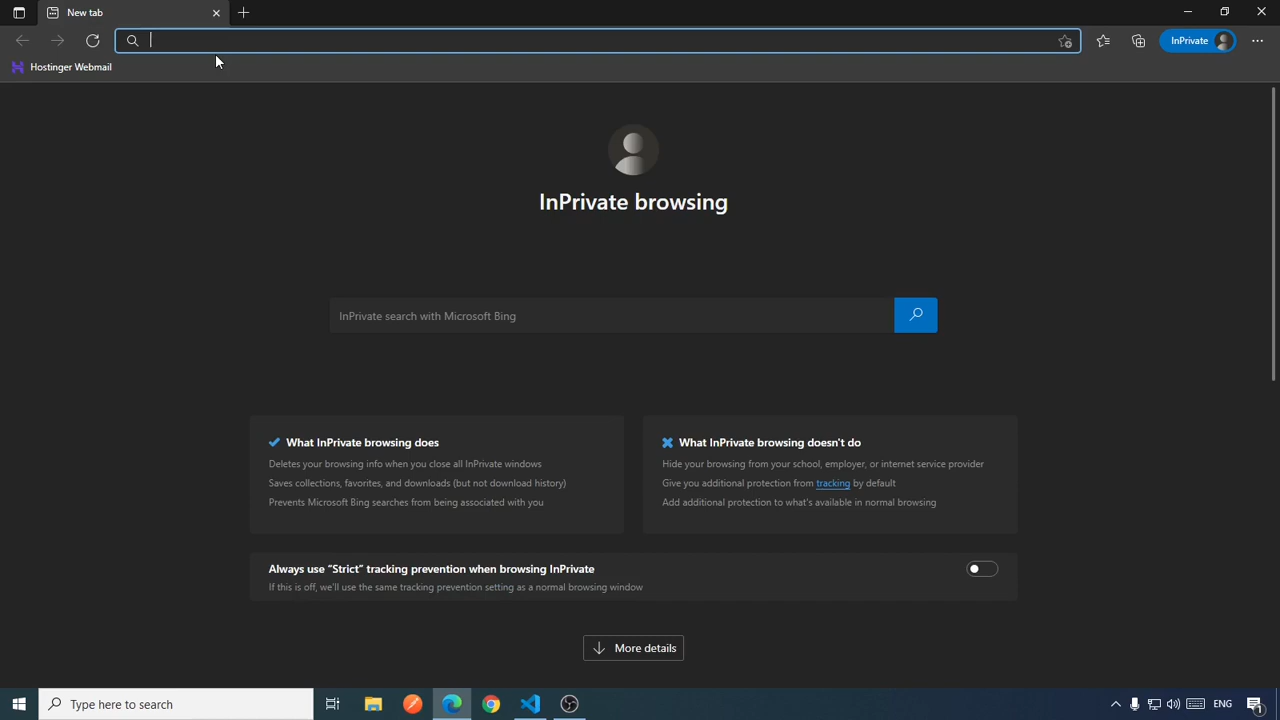 New tab
InPrivate
Hostinger Webmail
InPrivate browsing
InPrivate search with Microsoft Bing
What InPrivate browsing does
Deletes your browsing info when you close all InPrivate windows
Saves collections, favorites, and downloads (but not download history)
Prevents Microsoft Bing searches from being associated with you
What InPrivate browsing doesn't do
Hide your browsing from your school, employer, or internet service provider
Give you additional protection from tracking by default
Add additional protection to what's available in normal browsing
Always use “Strict” tracking prevention when browsing InPrivate
If this is off, we'll use the same tracking prevention setting as a normal browsing window
More details
Type here to search
ENG
1